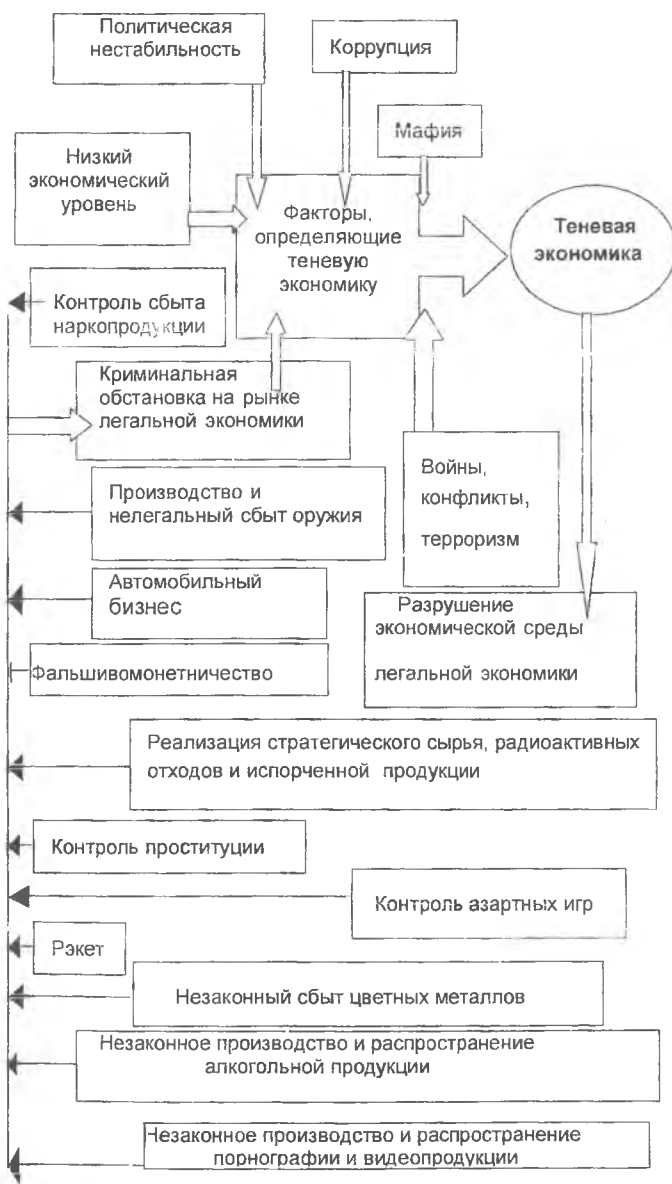 Политическая
нестабильность
Коррупция
Мафия
Низкий
экономический
уровень
Факторы,
определяющие
теневую
экономику
Теневая
экономика
Контроль сбыта
наркопродукции
Криминальная
обстановка на рынке
легальной экономики
Войны,
конфликты,
терроризм
Производство и
нелегальный сбыт оружия
Автомобильный
бизнес
Разрушение
экономической среды
легальной экономики
Фальшивомонетничество
Реализация стратегического сырья, радиоактивных
отходов и испорченной продукции
Контроль проституции
Контроль азартных игр
Рэкет
Незаконный сбыт цветных металлов
Незаконное производство и распространение
алкогольной продукции
Незаконное производство и распространение
порнографии и видеопродукции